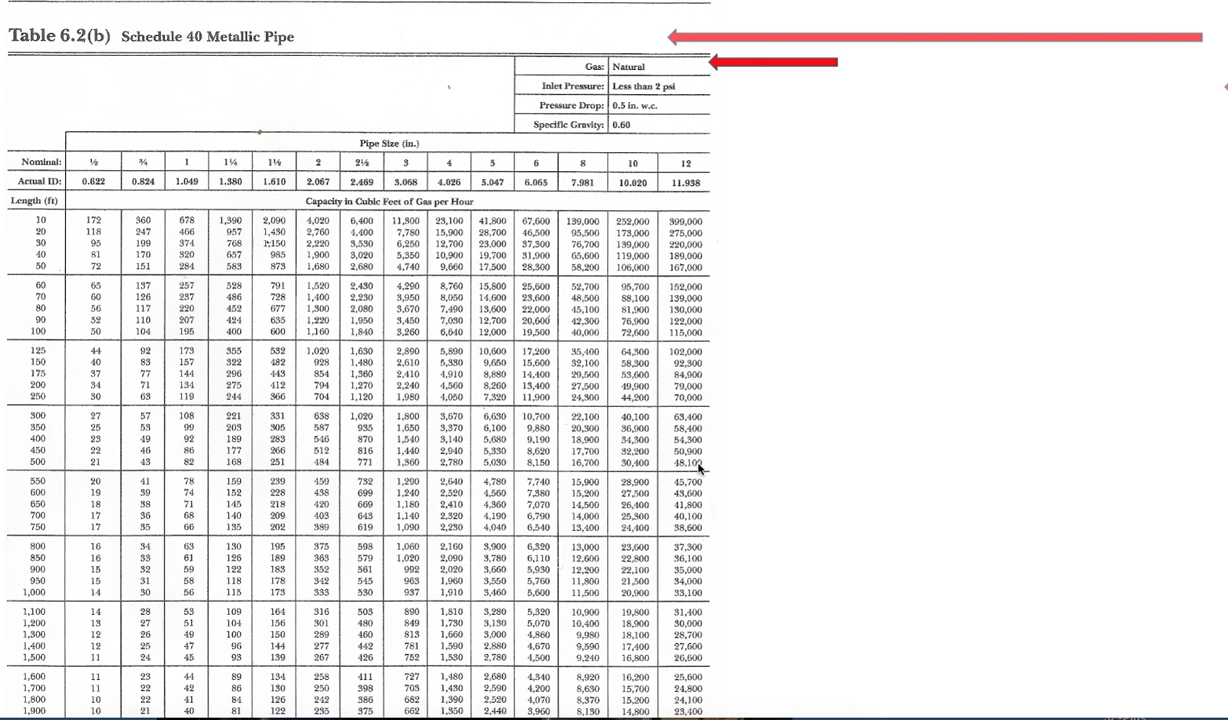 Table 6.2(b) Schedule 40 Metallic Pipe
Gas: Natural
Inlet Pressure: Less than 2 psi
Pressure Drop: 0.5 in. w.c.
Specific Gravity: 0.60
Pipe Size (in.)
Nominal: ½ ¾ 1 1¼ 1½ 2 2½ 3 4 5 6 8 10 12
Actual ID: 0.622 0.824 1.049 1.380 1.610 2.067 2.469 3.068 4.026 5.047 6.065 7.981 10.020 11.938
Length (ft) Capacity in Cubic Feet of Gas per Hour
10 172 360 678 1,390 2,090 4,020 6,400 11,300 23,100 41,800 67,600 139,000 252,000 399,000
20 118 247 466 957 1,430 2,760 4,400 7,780 15,900 28,700 46,500 95,500 173,000 275,000
30 95 199 374 768 1,150 2,220 3,530 6,250 12,700 23,000 37,300 76,700 139,000 220,000
40 81 170 320 657 985 1,900 3,020 5,350 10,900 19,700 31,900 65,600 119,000 189,000
50 72 151 284 583 873 1,680 2,680 4,740 9,660 17,500 28,300 58,200 106,000 167,000
60 65 137 257 528 791 1,520 2,430 4,290 8,760 15,800 25,600 52,700 95,700 152,000
70 60 126 237 486 728 1,400 2,230 3,950 8,050 14,600 23,600 48,500 88,100 139,000
80 56 117 220 452 677 1,300 2,080 3,670 7,490 13,600 22,000 45,100 81,900 130,000
90 52 110 207 424 635 1,220 1,950 3,450 7,030 12,700 20,600 42,300 76,900 122,000
100 50 104 195 400 600 1,160 1,840 3,260 6,640 12,000 19,500 40,000 72,600 115,000
125 44 92 173 355 532 1,020 1,630 2,890 5,890 10,600 17,200 35,400 64,300 102,000
150 40 83 157 322 482 928 1,480 2,610 5,330 9,650 15,600 32,100 58,300 92,300
175 37 77 144 296 443 854 1,360 2,410 4,910 8,880 14,400 29,500 53,600 84,900
200 34 71 134 275 412 794 1,270 2,240 4,560 8,260 13,400 27,500 49,900 79,000
250 30 63 119 244 366 704 1,120 1,980 4,050 7,320 11,900 24,300 44,200 70,000
300 27 57 108 221 331 638 1,020 1,800 3,670 6,630 10,700 22,100 40,100 63,400
350 25 53 99 203 305 587 935 1,650 3,370 6,100 9,880 20,300 36,900 58,400
400 23 49 92 189 283 546 870 1,540 3,140 5,680 9,190 18,900 34,300 54,300
450 22 46 86 177 266 512 816 1,440 2,940 5,330 8,620 17,700 32,200 50,900
500 21 43 82 168 251 484 771 1,360 2,780 5,030 8,150 16,700 30,400 48,100
550 20 41 78 159 239 459 732 1,290 2,640 4,780 7,740 15,900 28,900 45,700
600 19 39 74 152 228 438 699 1,240 2,520 4,560 7,380 15,200 27,500 43,600
650 18 38 71 145 218 420 669 1,180 2,410 4,360 7,070 14,500 26,400 41,800
700 17 36 68 140 209 403 643 1,140 2,320 4,190 6,790 14,000 25,300 40,100
750 17 35 66 135 202 389 619 1,090 2,230 4,040 6,540 13,400 24,400 38,600
800 16 34 63 130 195 375 598 1,060 2,160 3,900 6,320 13,000 23,600 37,300
850 16 33 61 126 189 363 579 1,020 2,090 3,780 6,110 12,600 22,800 36,100
900 15 32 59 122 183 352 561 992 2,020 3,660 5,930 12,200 22,100 35,000
950 15 31 58 118 178 342 545 963 1,960 3,550 5,760 11,800 21,500 34,000
1,000 14 30 56 115 173 333 530 937 1,910 3,460 5,600 11,500 20,900 33,100
1,100 14 28 53 109 164 316 503 890 1,810 3,280 5,320 10,900 19,800 31,400
1,200 13 27 51 104 156 301 480 849 1,730 3,130 5,070 10,400 18,900 30,000
1,300 12 26 49 100 150 289 460 813 1,660 3,000 4,860 9,980 18,100 28,700
1,400 12 25 47 96 144 277 442 781 1,590 2,880 4,670 9,590 17,400 27,600
1,500 11 24 45 93 139 267 426 752 1,530 2,780 4,500 9,240 16,800 26,600
1,600 11 23 44 89 134 258 411 727 1,480 2,680 4,340 8,920 16,200 25,600
1,700 11 22 42 86 130 250 398 703 1,430 2,590 4,200 8,630 15,700 24,800
1,800 10 22 41 84 126 242 386 682 1,390 2,520 4,070 8,370 15,200 24,100
1,900 10 21 40 81 122 235 375 662 1,350 2,440 3,960 8,130 14,800 23,400